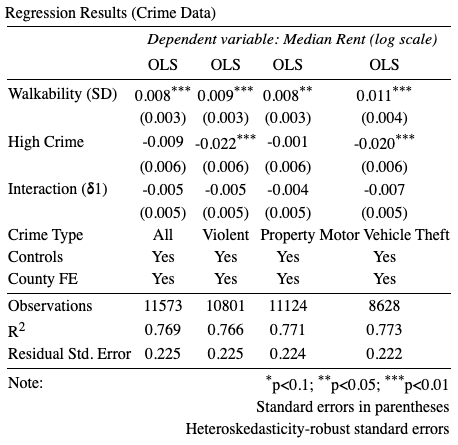 Regression Results (Crime Data)
Dependent variable: Median Rent (log scale)
OLS OLS OLS OLS
Walkability (SD) 0.008*** 0.009*** 0.008** 0.011***
(0.003) (0.003) (0.003) (0.004)
High Crime -0.009 -0.022*** -0.001 -0.020***
(0.006) (0.006) (0.006) (0.006)
Interaction (δ1) -0.005 -0.005 -0.004 -0.007
(0.005) (0.005) (0.005) (0.005)
Crime Type All Violent Property Motor Vehicle Theft
Controls Yes Yes Yes Yes
County FE Yes Yes Yes Yes
Observations 11573 10801 11124 8628
R² 0.769 0.766 0.771 0.773
Residual Std. Error 0.225 0.225 0.224 0.222
Note: *p<0.1; **p<0.05; ***p<0.01
Standard errors in parentheses
Heteroskedasticity-robust standard errors